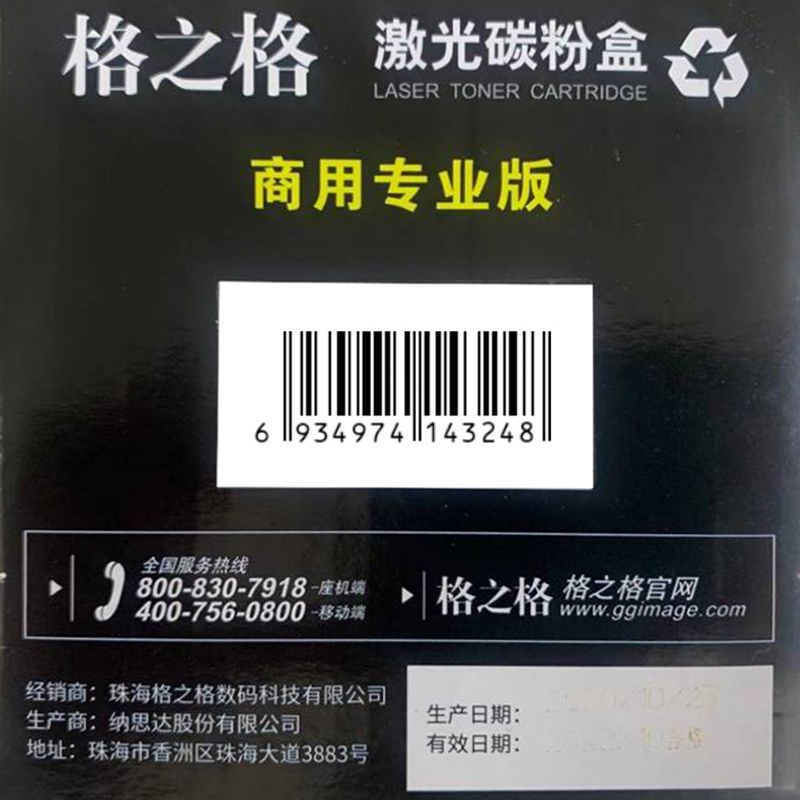 格之格
激光碳粉盒
LASER TONER CARTRIDGE
商用专业版
6 934974 143248
全国服务热线
800-830-7918-座机端
400-756-0800-移动端
格之格 格之格官网
www.ggimage.com
经销商：珠海格之格数码科技有限公司
生产商：纳思达股份有限公司
地址：珠海市香洲区珠海大道3883号
生产日期：
有效日期：